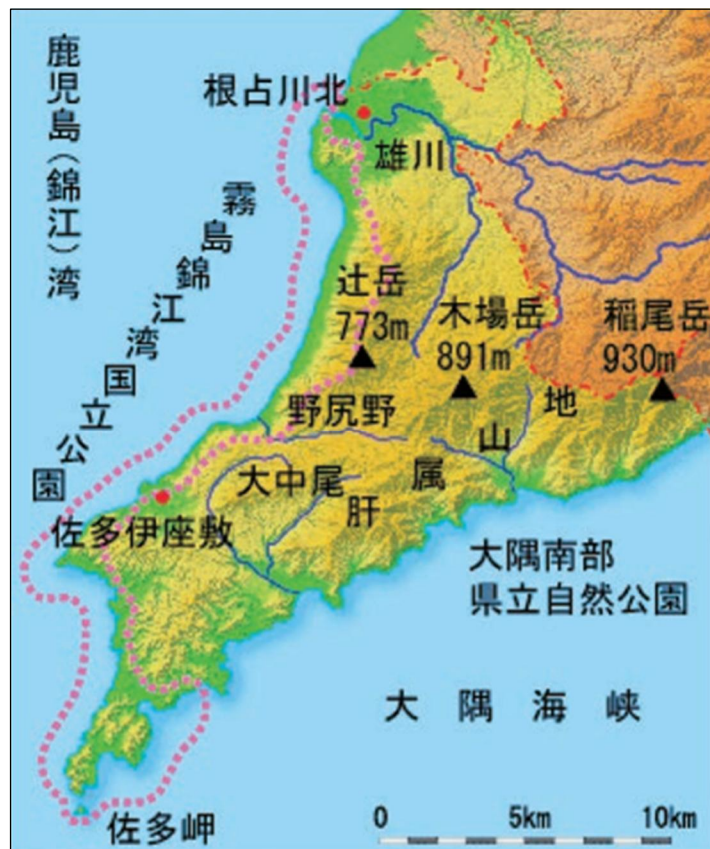 鹿児島(錦江)湾
霧島錦江湾国立公園
根占川北
雄川
辻岳
773m
木場岳
891m
稲尾岳
930m
野尻野
大中尾
肝属山地
佐多伊座敷
大隅南部
県立自然公園
大隅海峡
佐多岬
0 5km 10km